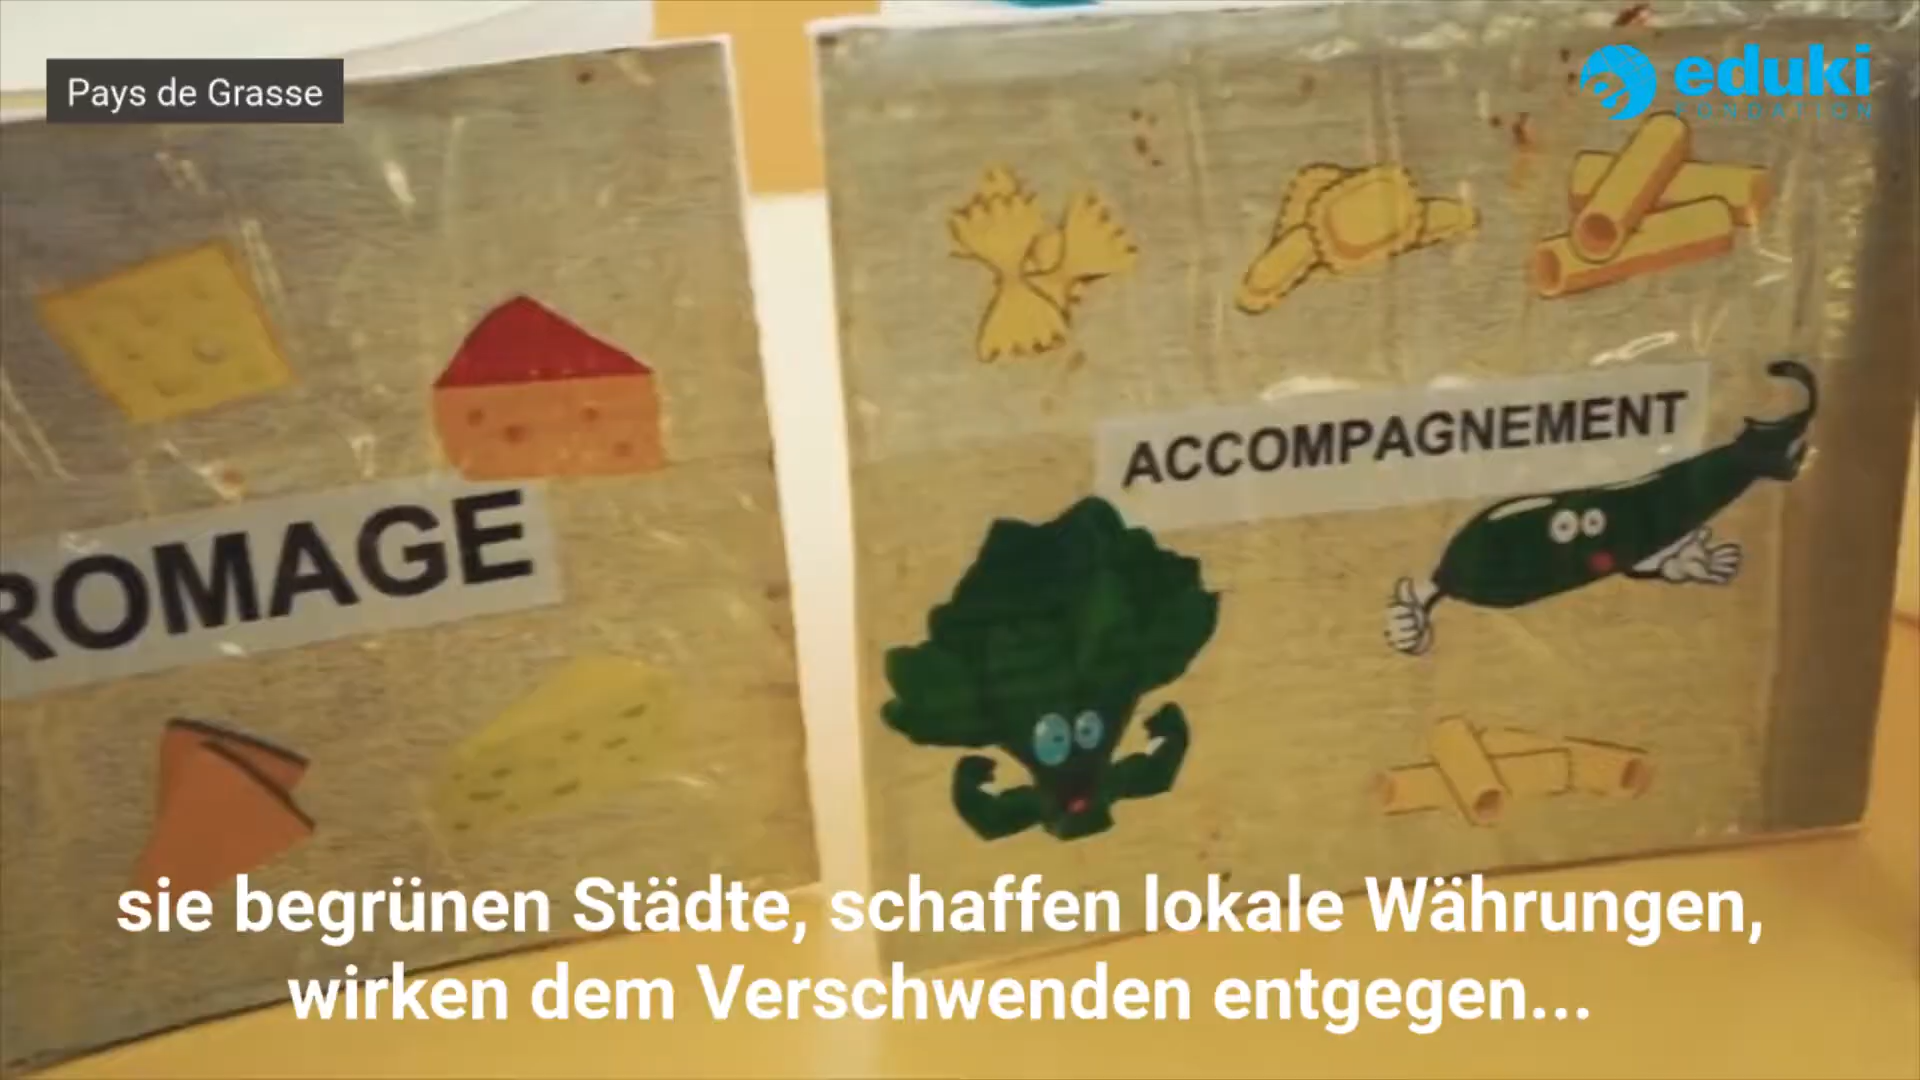 Pays de Grasse
eduki
FONDATION
ROMAGE
ACCOMPAGNEMENT
sie begrünen Städte, schaffen lokale Währungen,
wirken dem Verschwenden entgegen...